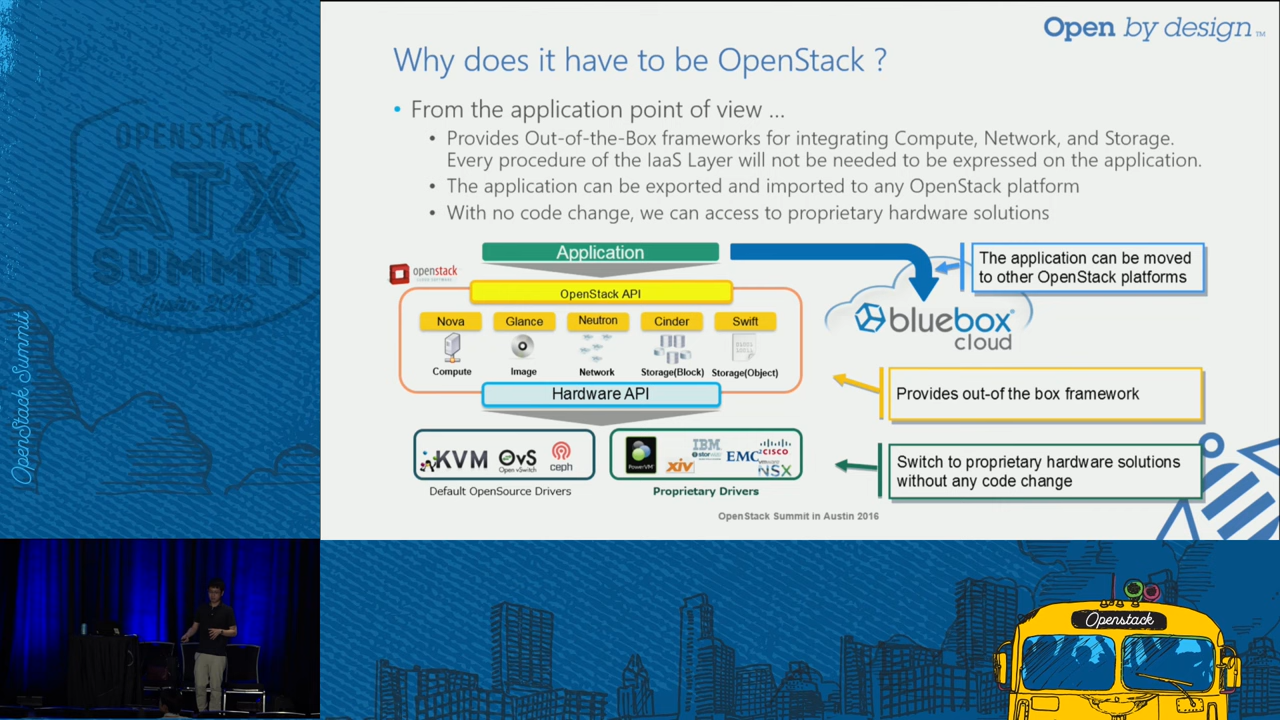 Open by design™
Why does it have to be OpenStack ?
• From the application point of view ...
• Provides Out-of-the-Box frameworks for integrating Compute, Network, and Storage.
Every procedure of the IaaS Layer will not be needed to be expressed on the application.
• The application can be exported and imported to any OpenStack platform
• With no code change, we can access to proprietary hardware solutions
Application
The application can be moved
to other OpenStack platforms
openstack
OpenStack API
Nova
Glance
Neutron
Cinder
Swift
Compute
Image
Network
Storage(Block)
Storage(Object)
Hardware API
bluebox
cloud
Provides out-of the box framework
KVM
OvS
Open vSwitch
ceph
PowerVM
IBM
XIV
EMC
CISCO
vmware
NSX
Switch to proprietary hardware solutions
without any code change
Default OpenSource Drivers
Proprietary Drivers
OpenStack Summit in Austin 2016
OPENSTACK
ATX
SUMMIT
OpenStack Summit
Openstack